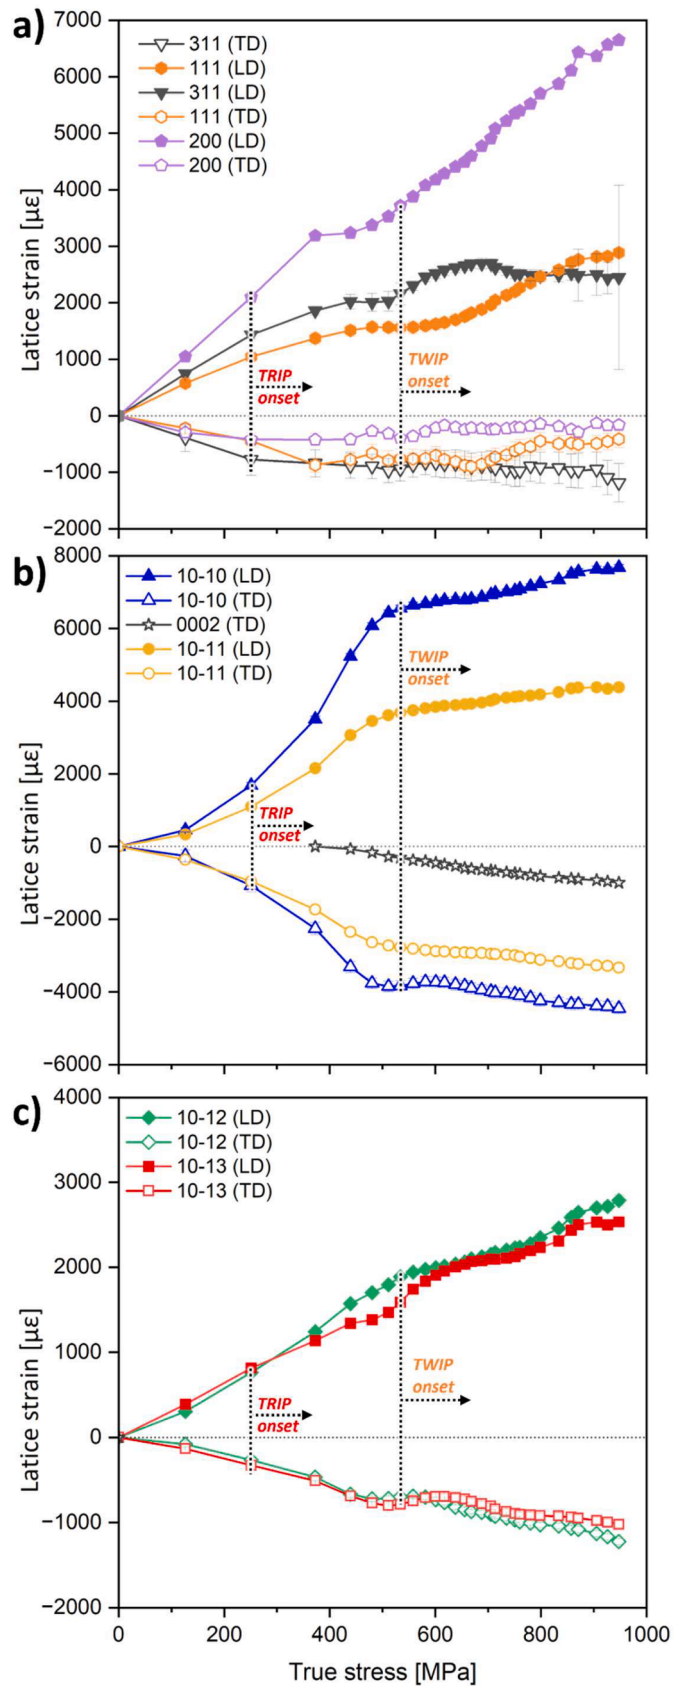 a)
7000
6000
5000
4000
3000
2000
1000
0
−1000
−2000
Latice strain [µε]
311 (TD)
111 (LD)
311 (LD)
111 (TD)
200 (LD)
200 (TD)
TRIP
onset
TWIP
onset
b)
8000
6000
4000
2000
0
−2000
−4000
−6000
Lattice strain [µε]
10-10 (LD)
10-10 (TD)
0002 (TD)
10-11 (LD)
10-11 (TD)
TWIP
onset
TRIP
onset
c)
4000
3000
2000
1000
0
−1000
−2000
Lattice strain [µε]
10-12 (LD)
10-12 (TD)
10-13 (LD)
10-13 (TD)
TWIP
onset
TRIP
onset
0 200 400 600 800 1000
True stress [MPa]